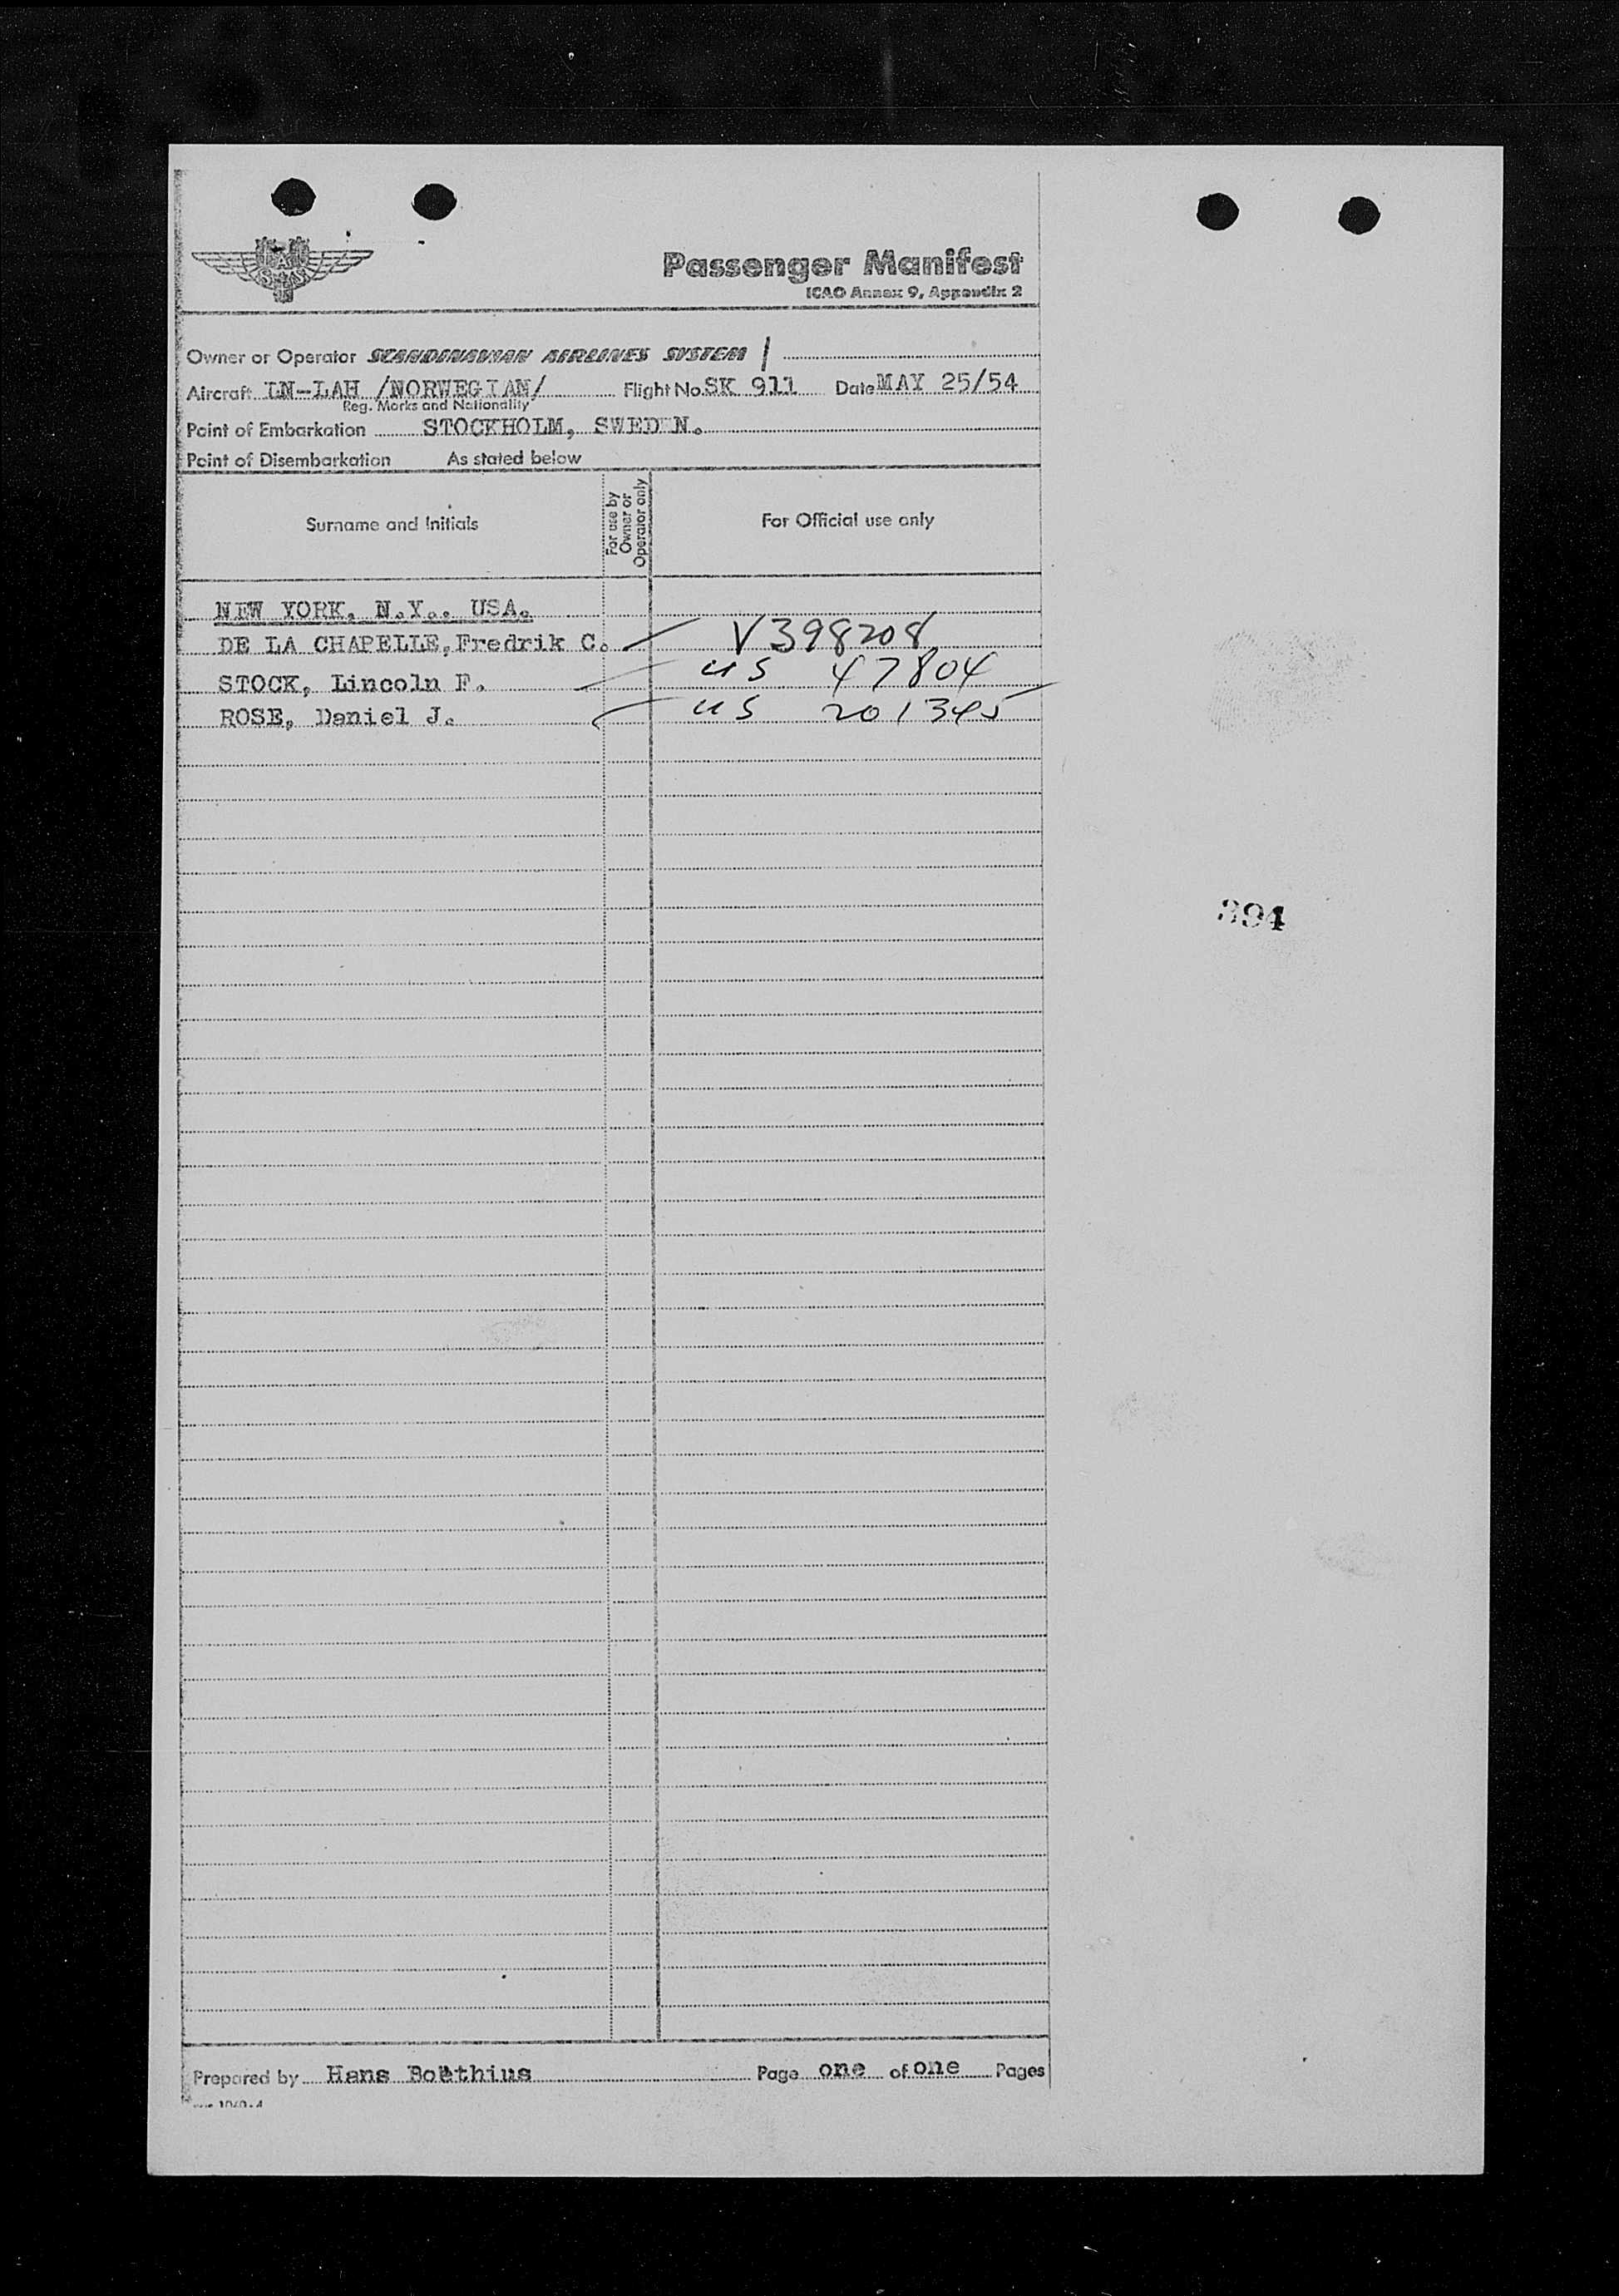 Passenger Manifest
ICAO Annex 9, Appendix 2
Owner or Operator SCANDINAVIAN AIRLINES SYSTEM
Aircraft LN-LAH /NORWEGIAN/ Flight No. SK 911 Date MAY 25/54
Reg. Marks and Nationality
Point of Embarkation STOCKHOLM, SWED N.
Point of Disembarkation As stated below
Surname and Initials
For use by
Owner or
Operator only
For Official use only
NEW YORK, N.Y.. USA.
DE LA CHAPELLE, Fredrik C. V398208
STOCK, Lincoln F. US 47804
ROSE, Daniel J. US 201345
394
Prepared by Hans Boëthius Page one of one Pages